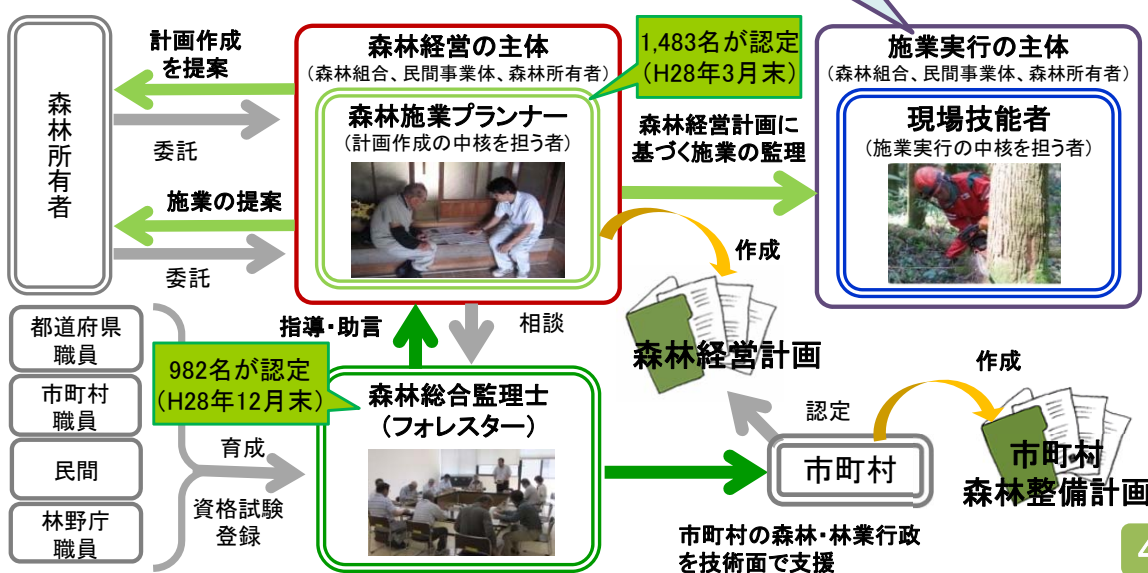 森林所有者
計画作成
を提案
委託
施業の提案
委託
森林経営の主体
(森林組合、民間事業体、森林所有者)
森林施業プランナー
(計画作成の中核を担う者)
1,483名が認定
(H28年3月末)
森林経営計画に
基づく施業の監理
施業実行の主体
(森林組合、民間事業体、森林所有者)
現場技能者
(施業実行の中核を担う者)
作成
森林経営計画
指導・助言
相談
都道府県
職員
市町村
職員
民間
林野庁
職員
982名が認定
(H28年12月末)
育成
資格試験
登録
森林総合監理士
(フォレスター)
認定
市町村
作成
市町村
森林整備計画
市町村の森林・林業行政
を技術面で支援
4